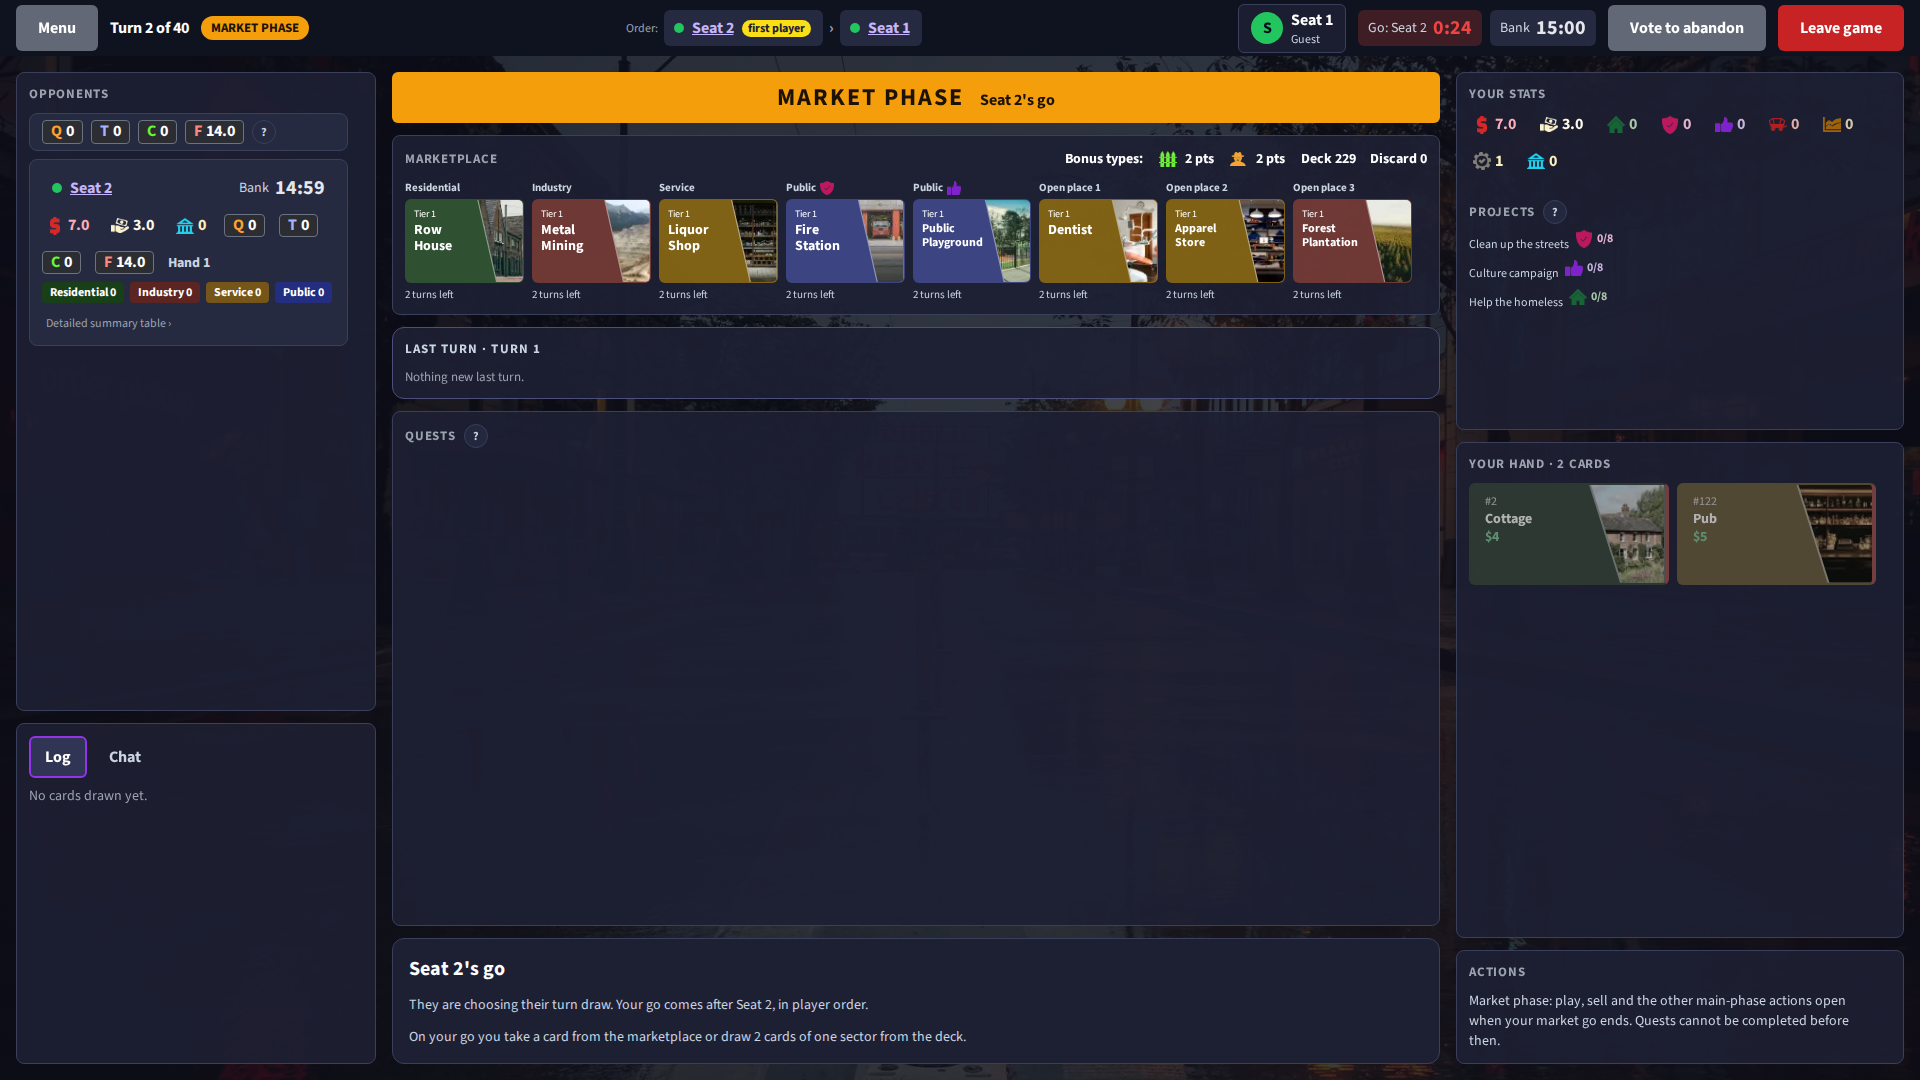 Menu
Turn 2 of 40
MARKET PHASE
Order:
Seat 2
first player
›
Seat 1
S
Seat 1
Guest
Go: Seat 2 0:24
Bank 15:00
Vote to abandon
Leave game
OPPONENTS
Q 0
T 0
C 0
F 14.0
?
Seat 2
Bank 14:59
$ 7.0
3.0
0
Q 0
T 0
C 0
F 14.0
Hand 1
Residential 0
Industry 0
Service 0
Public 0
Detailed summary table ›
Log
Chat
No cards drawn yet.
MARKET PHASE Seat 2's go
MARKETPLACE
Bonus types:
2 pts
2 pts
Deck 229
Discard 0
Residential
Tier 1
Row
House
2 turns left
Industry
Tier 1
Metal
Mining
2 turns left
Service
Tier 1
Liquor
Shop
2 turns left
Public
Tier 1
Fire
Station
2 turns left
Public
Tier 1
Public
Playground
2 turns left
Open place 1
Tier 1
Dentist
2 turns left
Open place 2
Tier 1
Apparel
Store
2 turns left
Open place 3
Tier 1
Forest
Plantation
2 turns left
LAST TURN · TURN 1
Nothing new last turn.
QUESTS
?
Seat 2's go
They are choosing their turn draw. Your go comes after Seat 2, in player order.
On your go you take a card from the marketplace or draw 2 cards of one sector from the deck.
YOUR STATS
$ 7.0
3.0
0
0
0
0
0
1
0
PROJECTS
?
Clean up the streets 0/8
Culture campaign 0/8
Help the homeless 0/8
YOUR HAND · 2 CARDS
#2
Cottage
$4
#122
Pub
$5
ACTIONS
Market phase: play, sell and the other main-phase actions open
when your market go ends. Quests cannot be completed before
then.